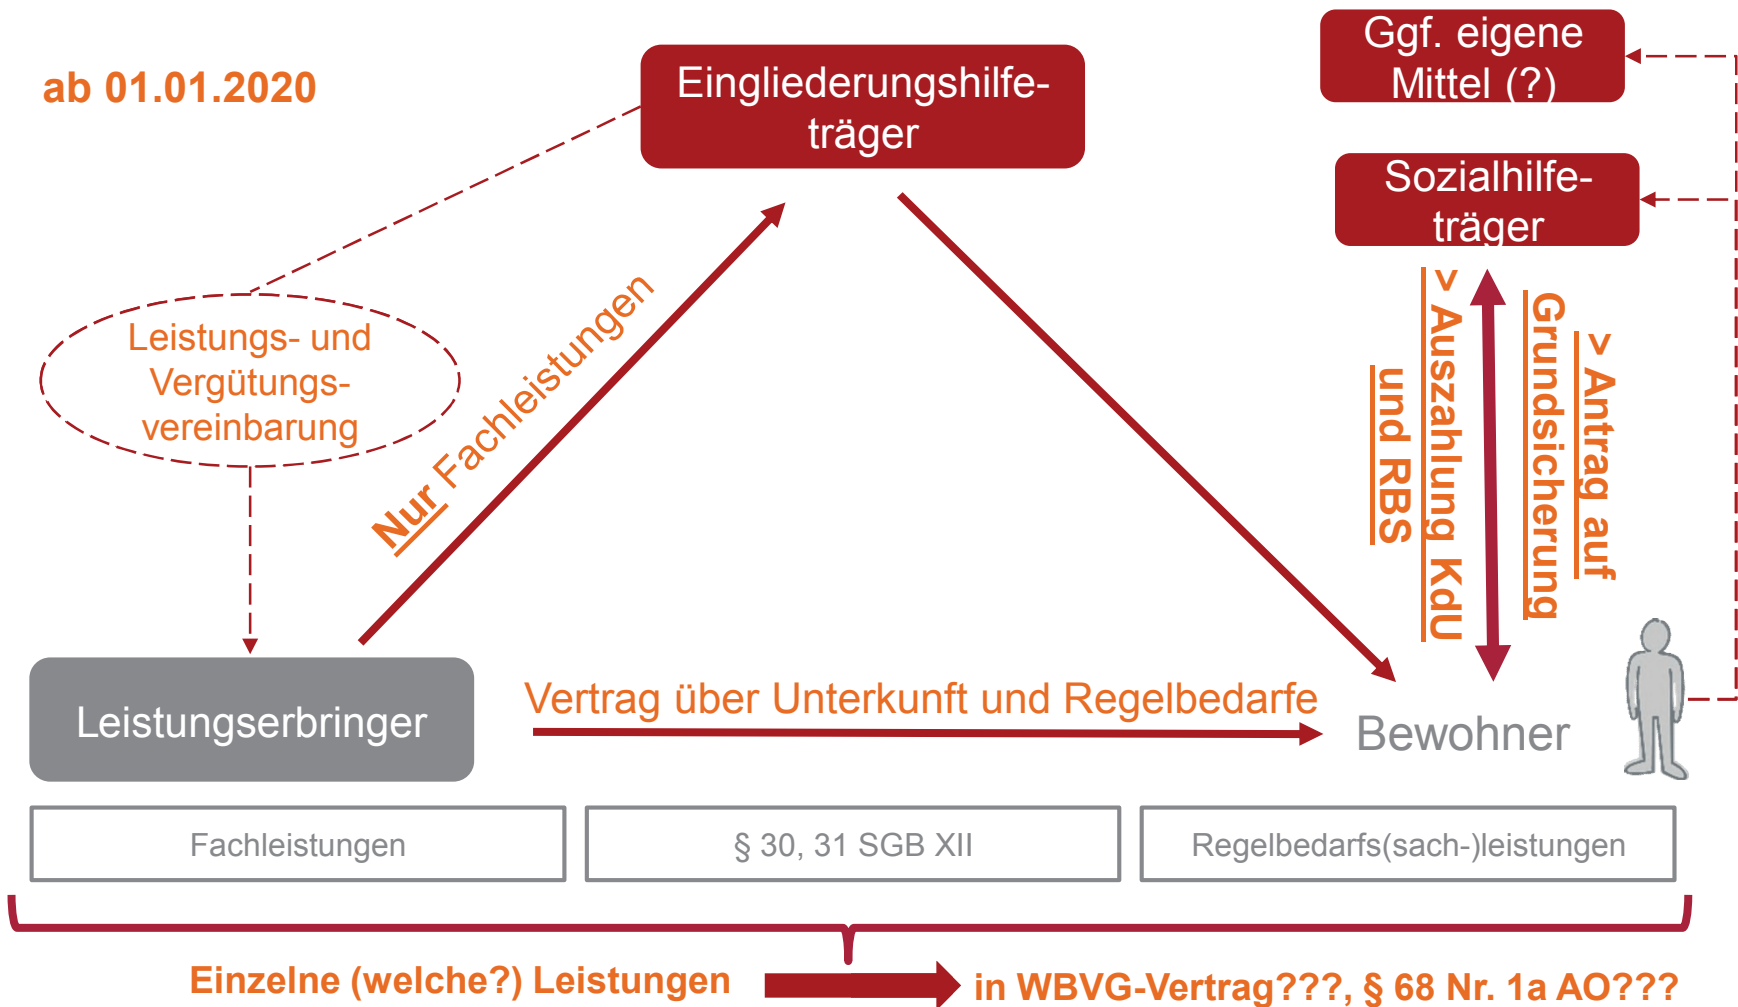 ab 01.01.2020
Eingliederungshilfe-
träger
Ggf. eigene
Mittel (?)
Sozialhilfe-
träger
Leistungs- und
Vergütungs-
vereinbarung
Nur Fachleistungen
> Auszahlung KdU
und RBS
> Antrag auf
Grundsicherung
Leistungserbringer
Vertrag über Unterkunft und Regelbedarfe
Bewohner
Fachleistungen
§ 30, 31 SGB XII
Regelbedarfs(sach-)leistungen
Einzelne (welche?) Leistungen
in WBVG-Vertrag???, § 68 Nr. 1a AO???